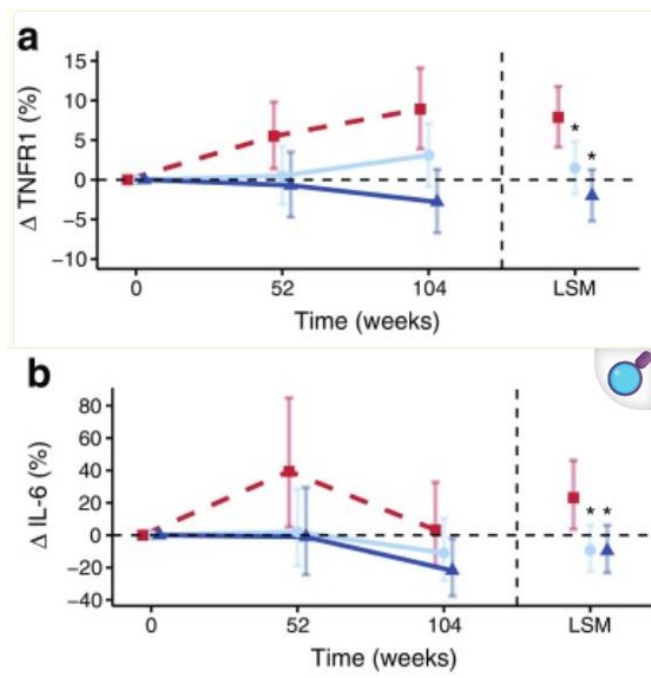 a
Δ TNFR1 (%)
15
10
5
0
−5
−10
*
*
0 52 104 LSM
Time (weeks)
b
Δ IL-6 (%)
80
60
40
20
0
−20
−40
* *
0 52 104 LSM
Time (weeks)